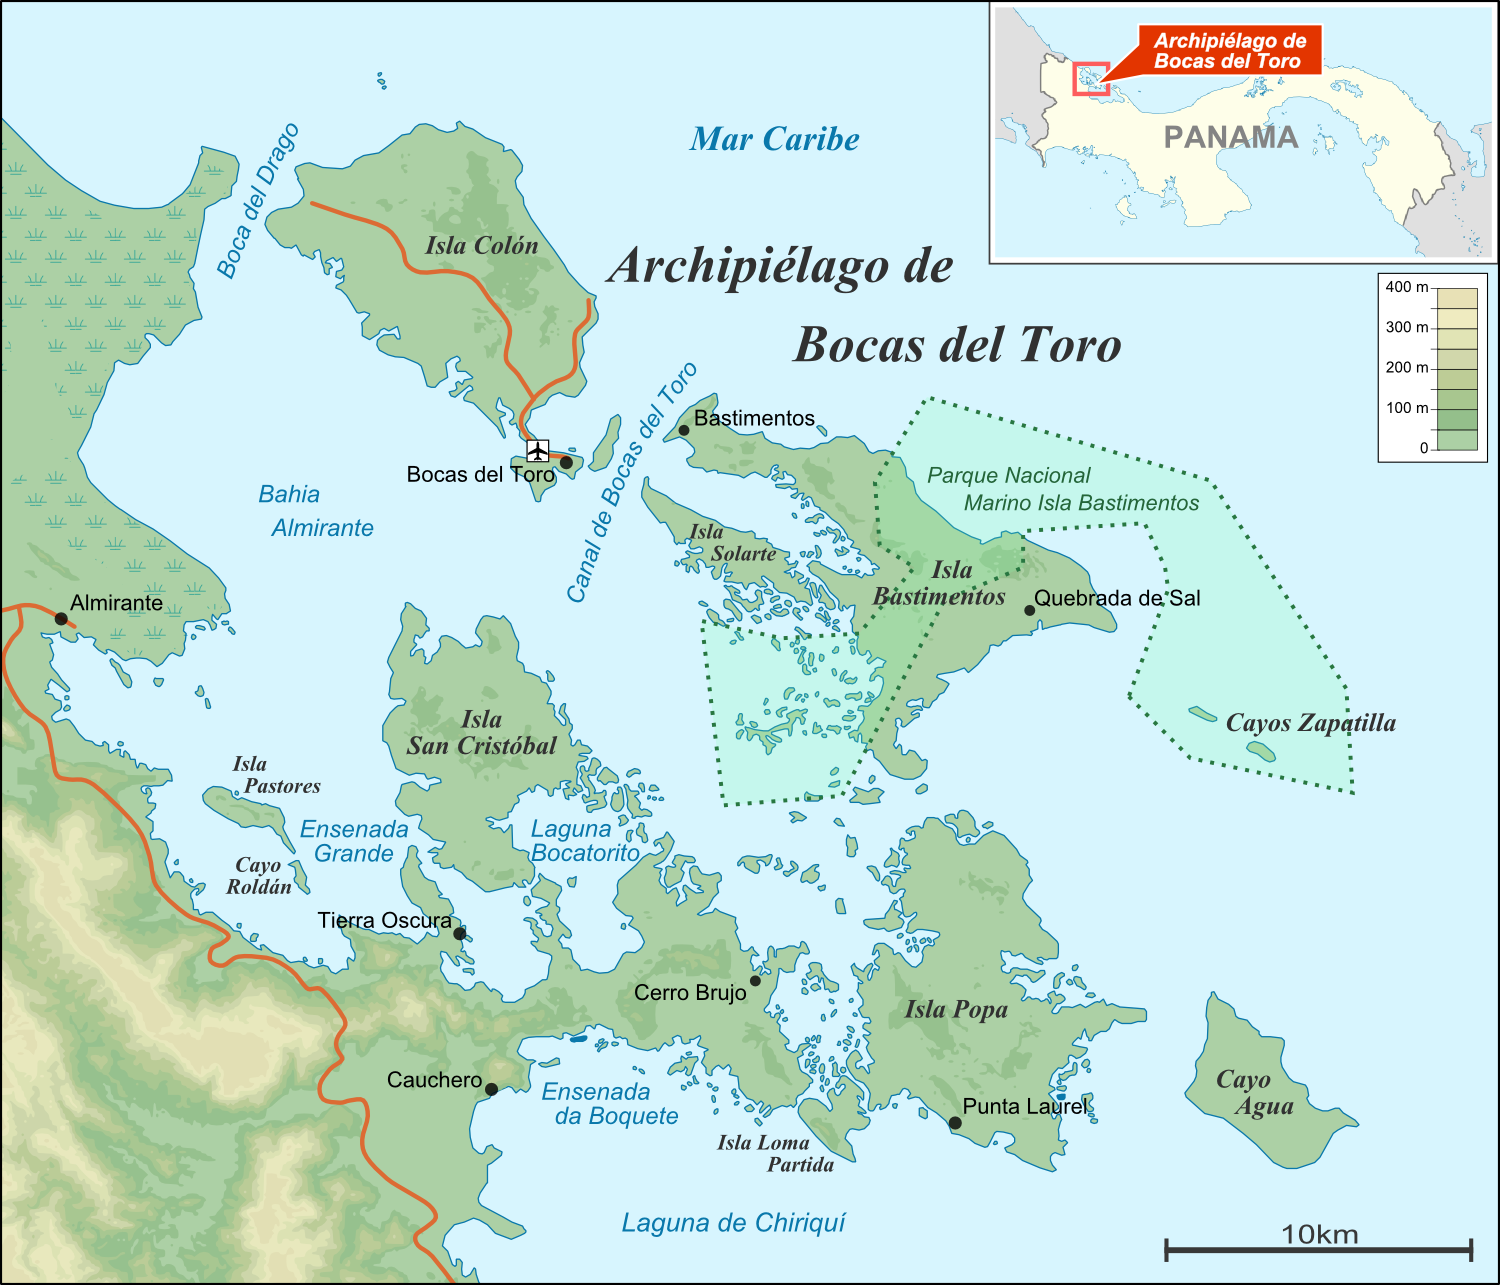 Archipiélago de
Bocas del Toro
PANAMA
Mar Caribe
Boca del Drago
Isla Colón
Archipiélago de
Bocas del Toro
400 m
300 m
200 m
100 m
0
Canal de Bocas del Toro
Bastimentos
Bocas del Toro
Parque Nacional
Marino Isla Bastimentos
Bahia
Almirante
Isla
Solarte
Isla
Bastimentos
Quebrada de Sal
Almirante
Isla
San Cristóbal
Cayos Zapatilla
Isla
Pastores
Ensenada
Grande
Laguna
Bocatorito
Cayo
Roldán
Tierra Oscura
Cerro Brujo
Isla Popa
Cauchero
Ensenada
da Boquete
Cayo
Agua
Punta Laurel
Isla Loma
Partida
Laguna de Chiriquí
10km